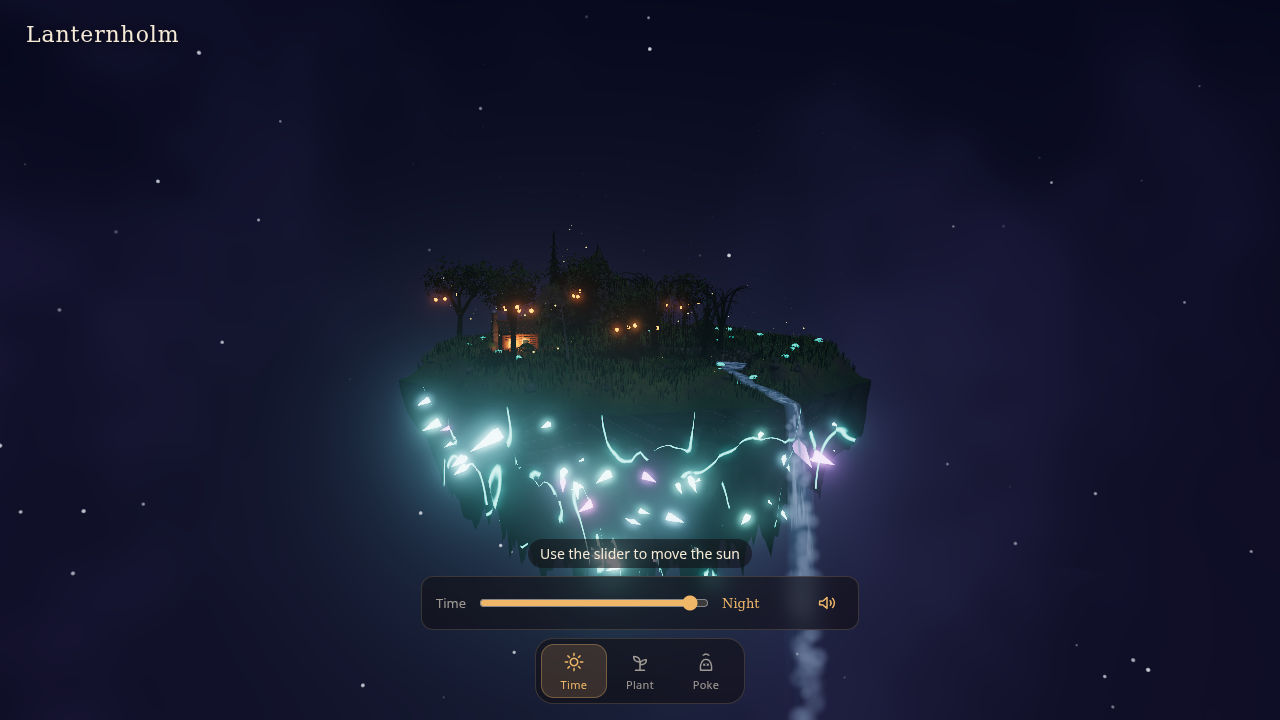 Lanternholm
Use the slider to move the sun
Time
Night
Time
Plant
Poke